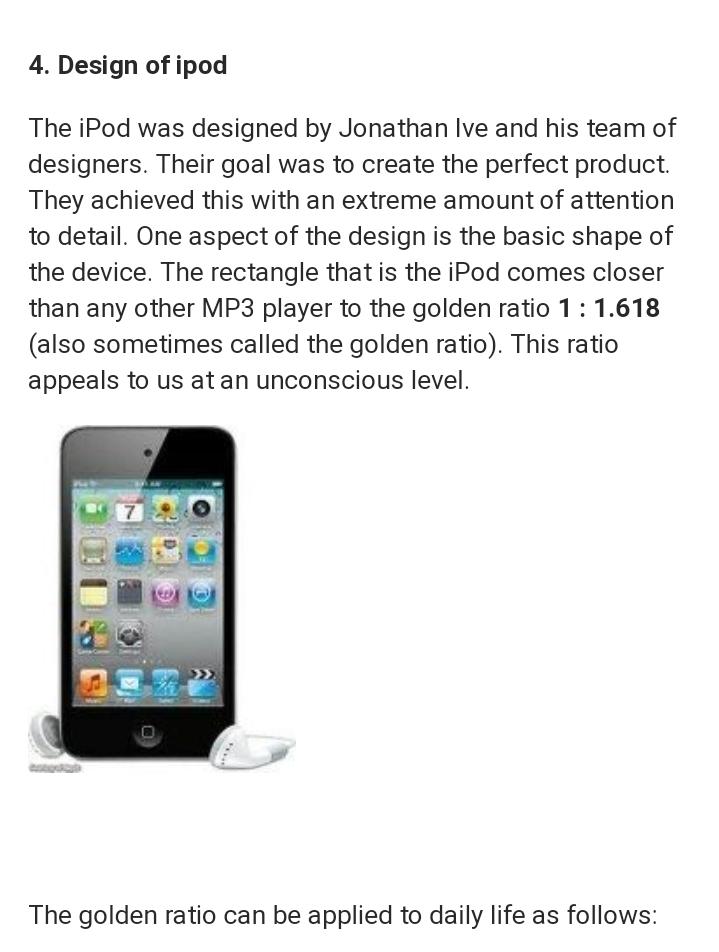 4. Design of ipod
The iPod was designed by Jonathan Ive and his team of
designers. Their goal was to create the perfect product.
They achieved this with an extreme amount of attention
to detail. One aspect of the design is the basic shape of
the device. The rectangle that is the iPod comes closer
than any other MP3 player to the golden ratio 1 : 1.618
(also sometimes called the golden ratio). This ratio
appeals to us at an unconscious level.
7
The golden ratio can be applied to daily life as follows: